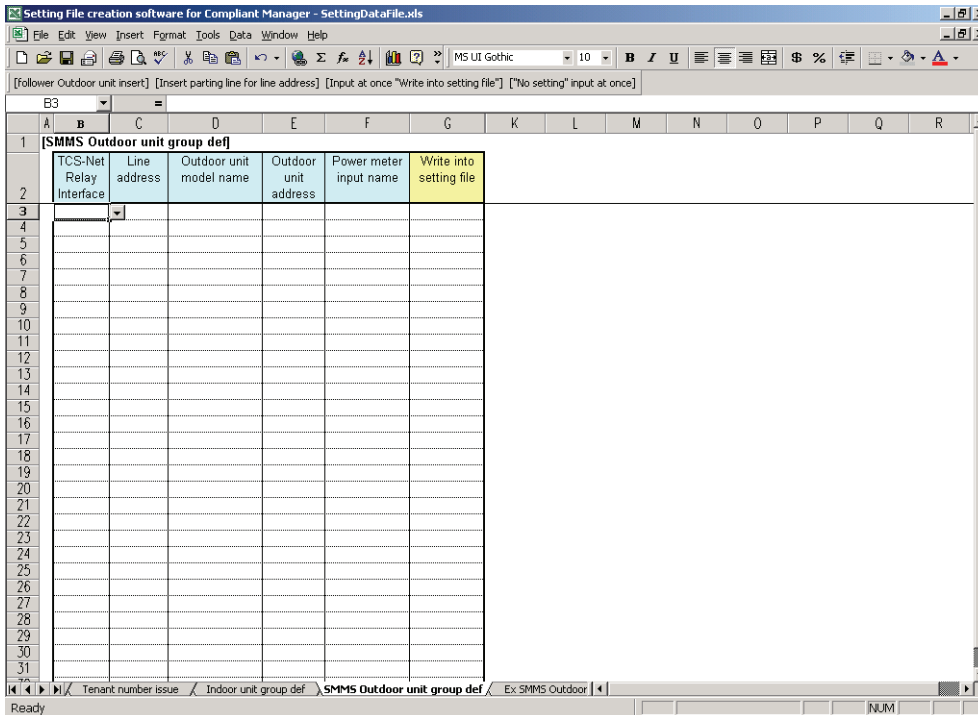 Setting File creation software for Compliant Manager - SettingDataFile.xls
File Edit View Insert Format Tools Data Window Help
MS UI Gothic 10 B I U $ %
[follower Outdoor unit insert] [Insert parting line for line address] [Input at once "Write into setting file"] ["No setting" input at once]
B3 =
A B C D E F G K L M N O P Q R
1 [SMMS Outdoor unit group def]
TCS-Net Line Outdoor unit Outdoor Power meter Write into
Relay address model name unit input name setting file
2 Interface address
3
4
5
6
7
8
9
10
11
12
13
14
15
16
17
18
19
20
21
22
23
24
25
26
27
28
29
30
31
Tenant number issue Indoor unit group def SMMS Outdoor unit group def Ex SMMS Outdoor
Ready NUM